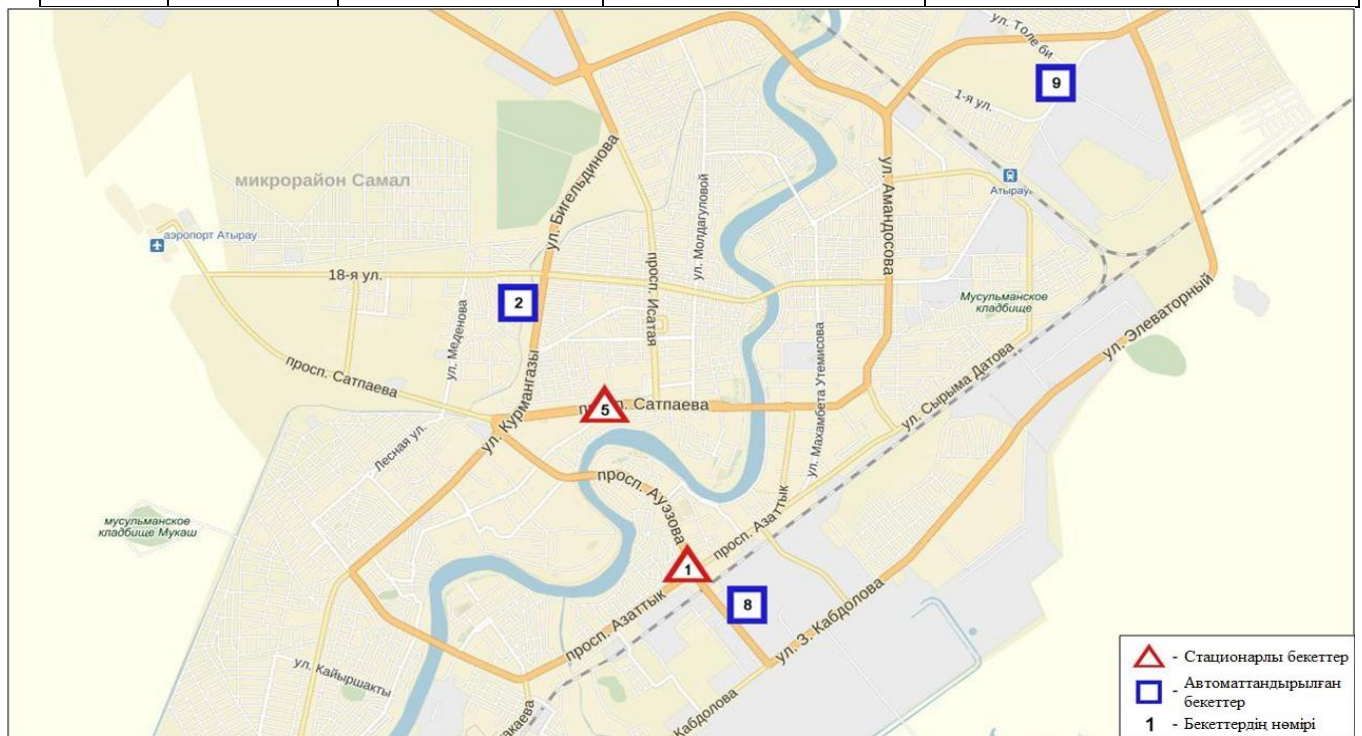 ул. Толе би
9
1-я ул.
ул. Бигельдинова
микрорайон Самал
ул. Молдагуловой
ул. Амандосова
Атырау
аэропорт Атырау
18-я ул.
2
просп. Исатая
Мусульманское
кладбище
ул. Элеваторный
ул. Меденова
ул. Махамбета Утемисова
просп. Сатпаева
ул. Курмангазы
5
п. Сатпаева
ул. Сырыма Датова
Лесная ул.
просп. Ауэзова
просп. Азаттык
мусульманское
кладбище Мукаш
1
8
просп. Азаттык
ул. З. Кабдолова
ул. Кайыршакты
Кабдолова
акаева
- Стационарлы бекеттер
- Автоматтандырылған
бекеттер
1 - Бекеттердің нөмірі